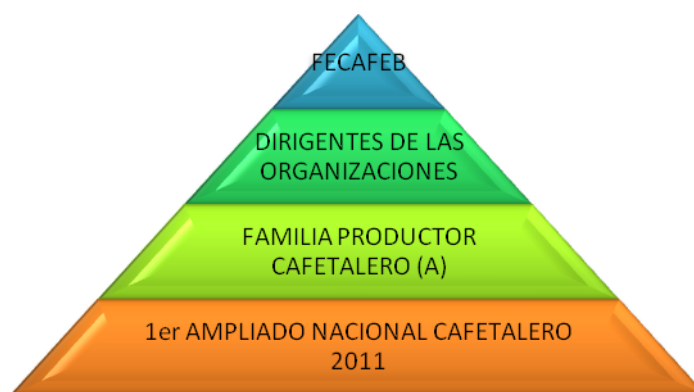 FECAFEB
DIRIGENTES DE LAS
ORGANIZACIONES
FAMILIA PRODUCTOR
CAFETALERO (A)
1er AMPLIADO NACIONAL CAFETALERO
2011